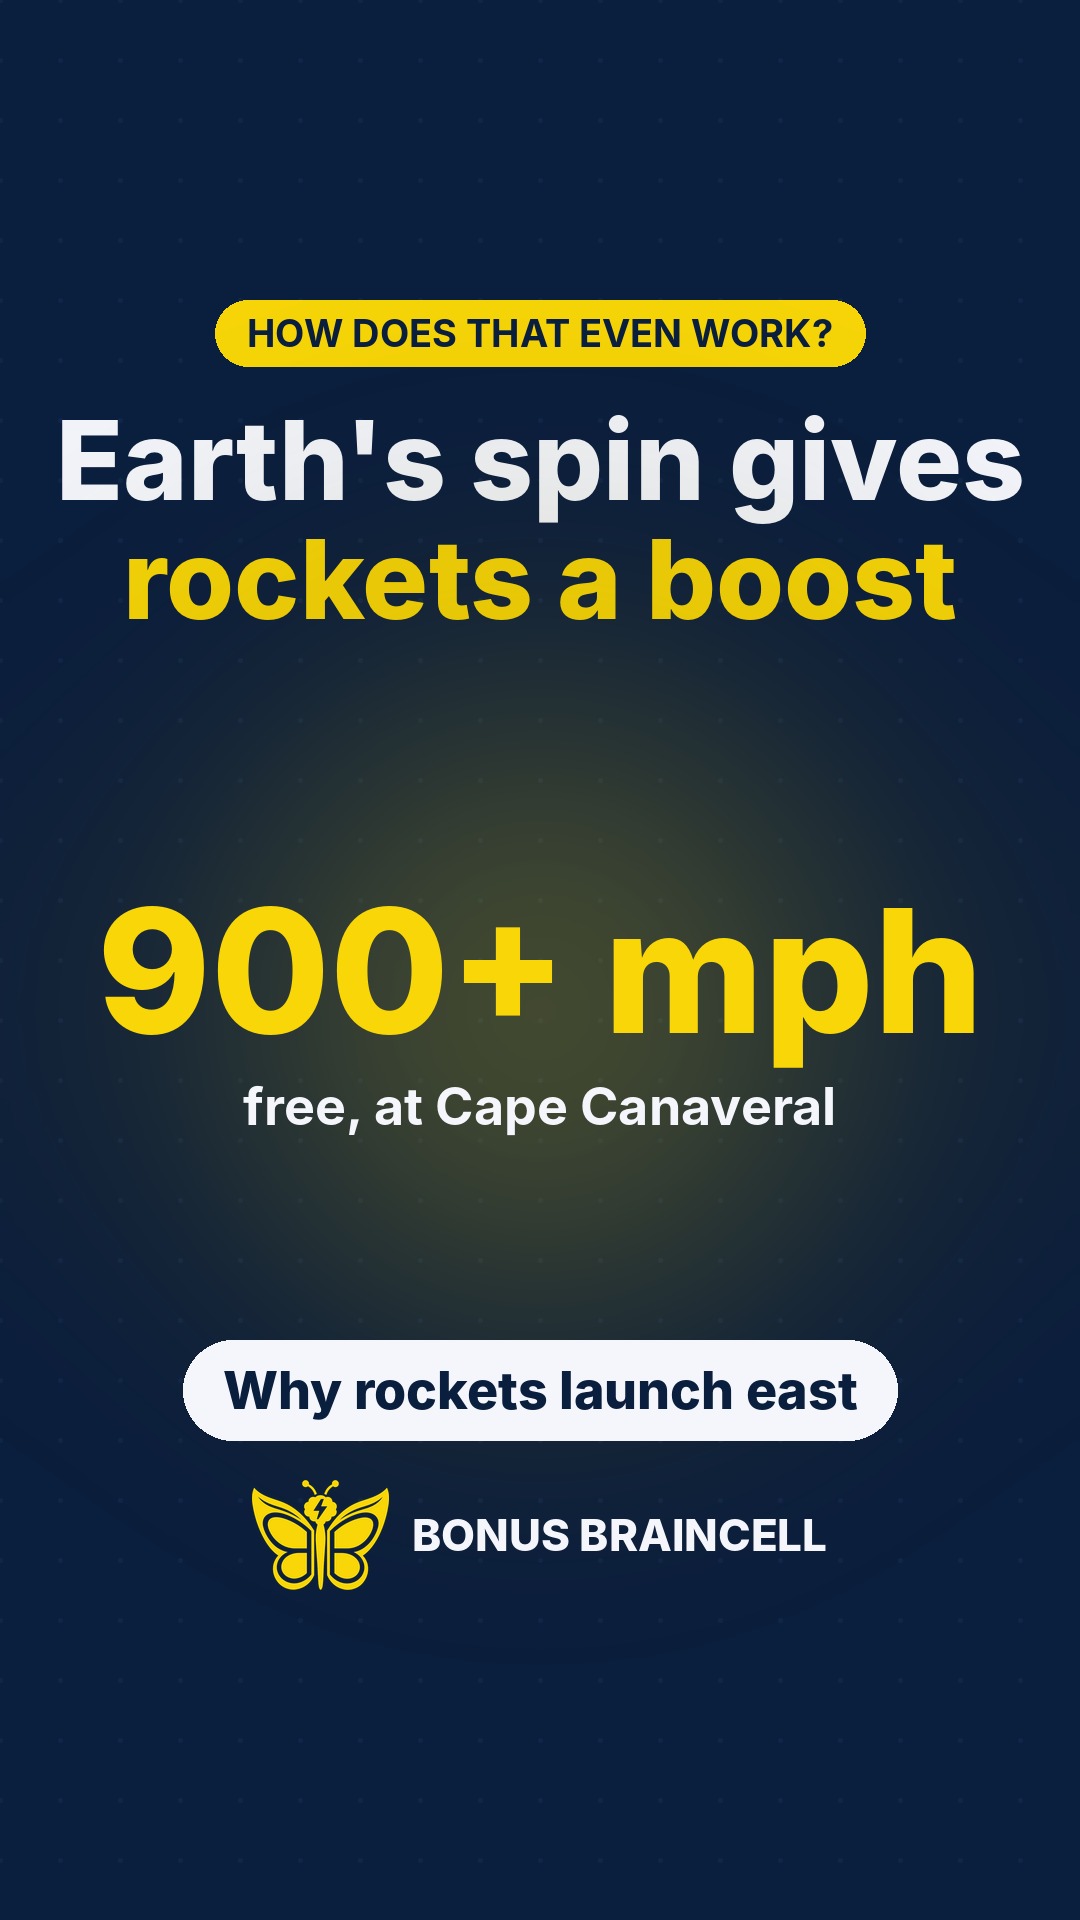 HOW DOES THAT EVEN WORK?
Earth's spin gives
rockets a boost
900+ mph
free, at Cape Canaveral
Why rockets launch east
BONUS BRAINCELL